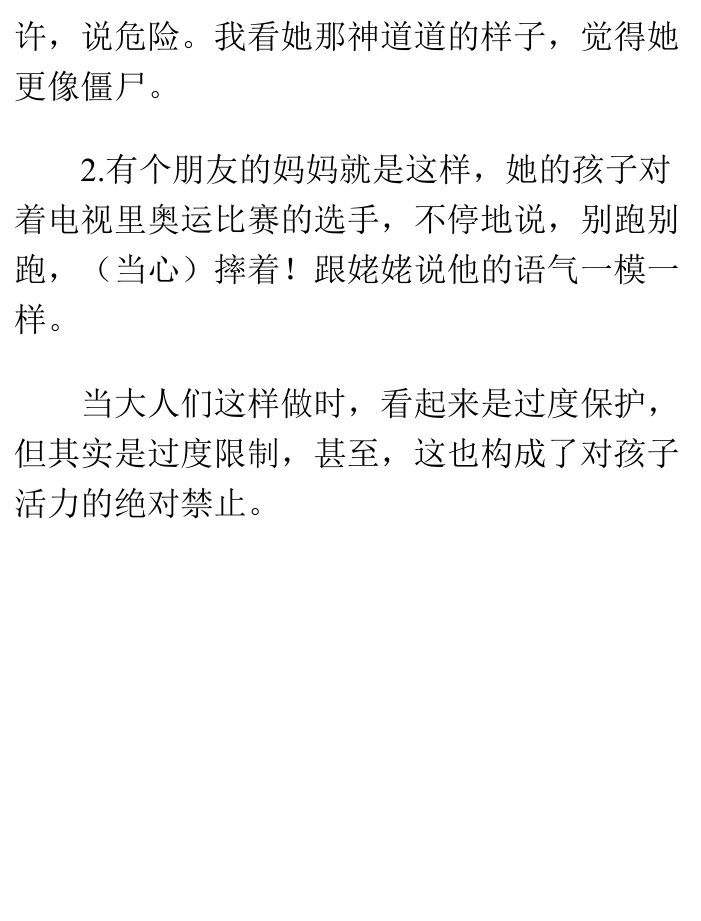 许，说危险。我看她那神道道的样子，觉得她
更像僵尸。
2.有个朋友的妈妈就是这样，她的孩子对
着电视里奥运比赛的选手，不停地说，别跑别
跑，（当心）摔着！跟姥姥说他的语气一模一
样。
当大人们这样做时，看起来是过度保护，
但其实是过度限制，甚至，这也构成了对孩子
活力的绝对禁止。